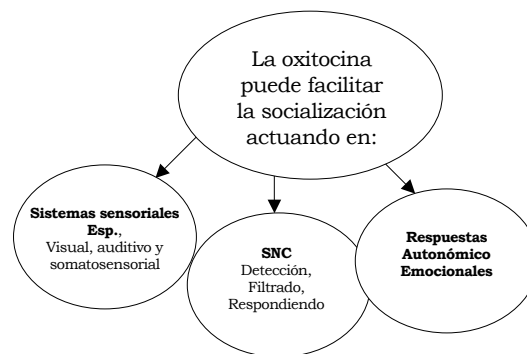 La oxitocina
puede facilitar
la socialización
actuando en:
Sistemas sensoriales
Esp.,
Visual, auditivo y
somatosensorial
SNC
Detección,
Filtrado,
Respondiendo
Respuestas
Autonómico
Emocionales